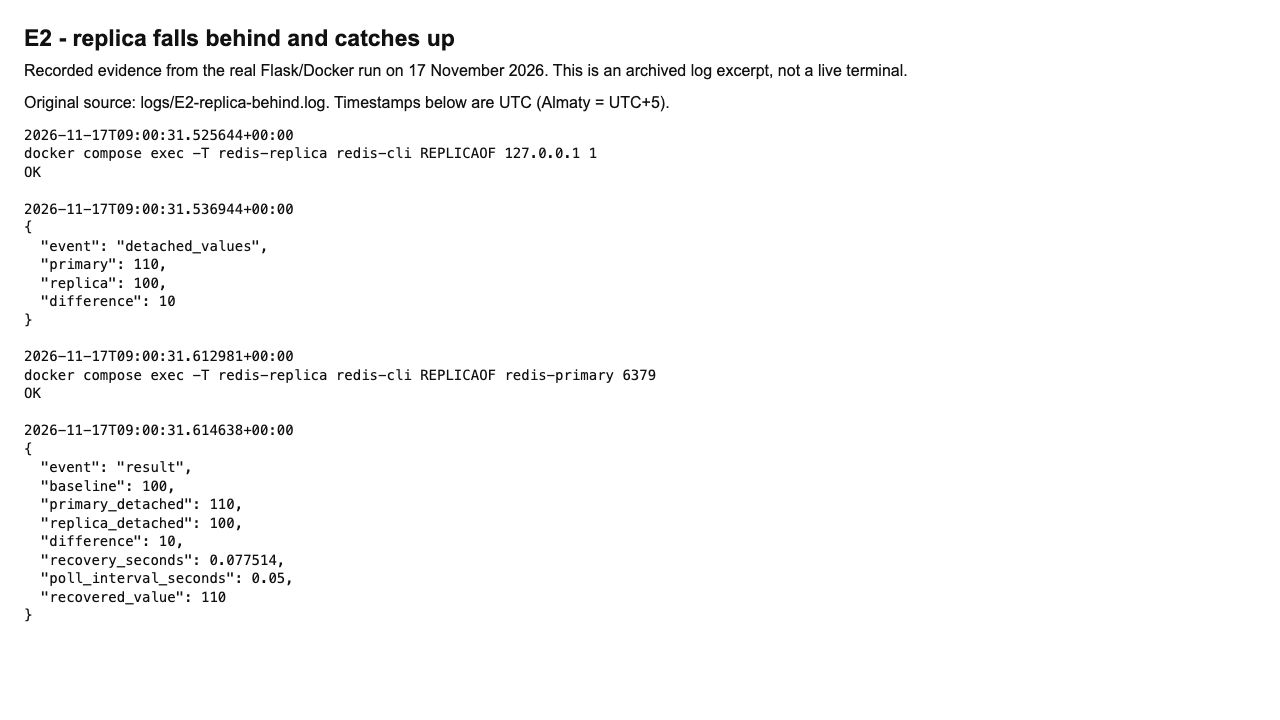 E2 - replica falls behind and catches up
Recorded evidence from the real Flask/Docker run on 17 November 2026. This is an archived log excerpt, not a live terminal.
Original source: logs/E2-replica-behind.log. Timestamps below are UTC (Almaty = UTC+5).
2026-11-17T09:00:31.525644+00:00
docker compose exec -T redis-replica redis-cli REPLICAOF 127.0.0.1 1
OK
2026-11-17T09:00:31.536944+00:00
{
  "event": "detached_values",
  "primary": 110,
  "replica": 100,
  "difference": 10
}
2026-11-17T09:00:31.612981+00:00
docker compose exec -T redis-replica redis-cli REPLICAOF redis-primary 6379
OK
2026-11-17T09:00:31.614638+00:00
{
  "event": "result",
  "baseline": 100,
  "primary_detached": 110,
  "replica_detached": 100,
  "difference": 10,
  "recovery_seconds": 0.077514,
  "poll_interval_seconds": 0.05,
  "recovered_value": 110
}